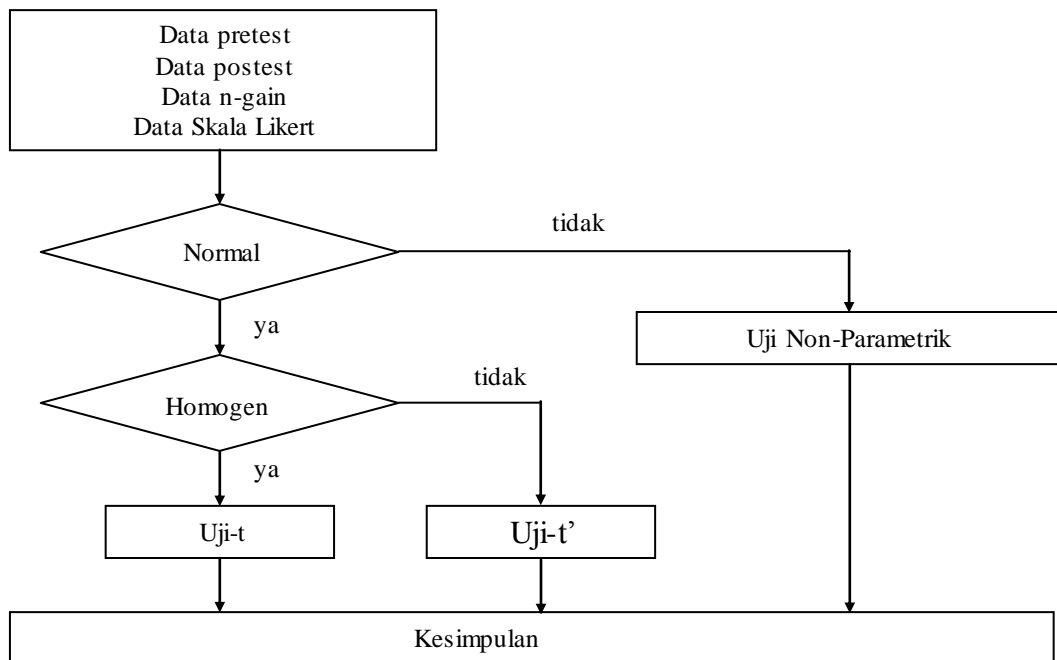 Data pretest
Data postest
Data n-gain
Data Skala Likert
tidak
Normal
ya
Uji Non-Parametrik
tidak
Homogen
ya
Uji-t
Uji-t’
Kesimpulan